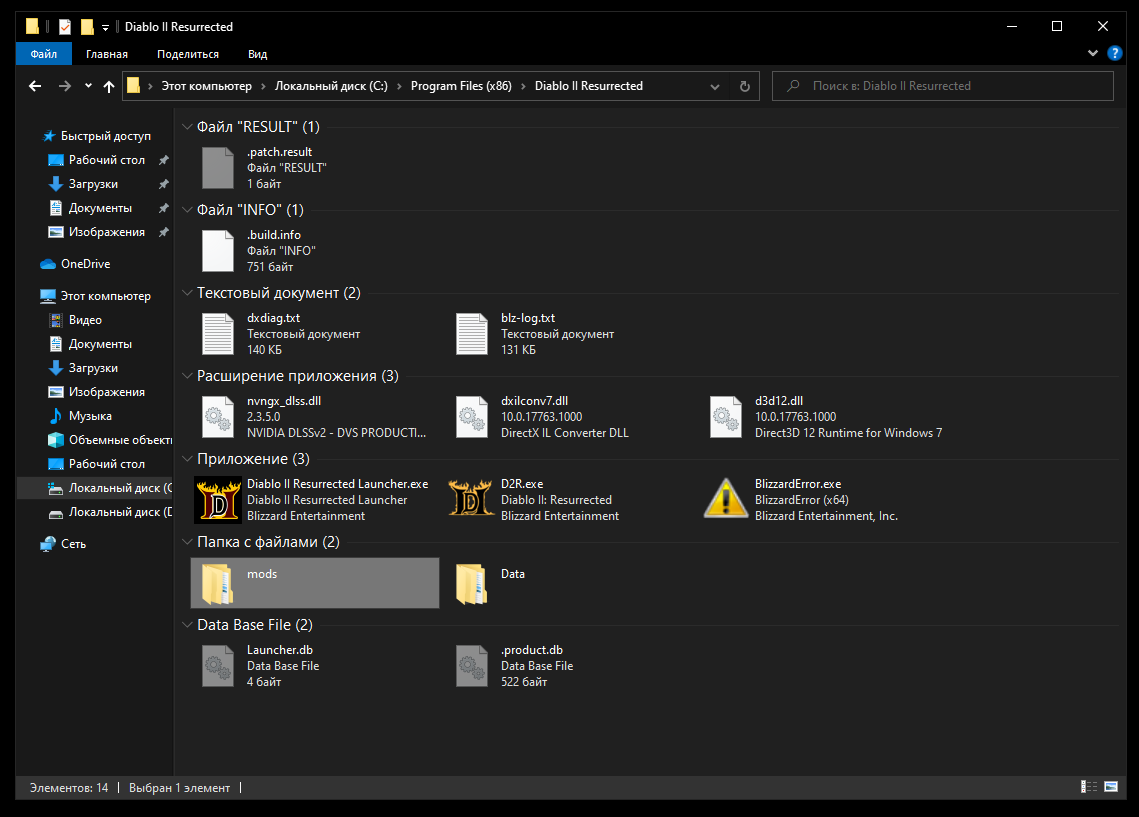 Diablo II Resurrected
Файл
Главная
Поделиться
Вид
Этот компьютер
Локальный диск (C:)
Program Files (x86)
Diablo II Resurrected
Поиск в: Diablo II Resurrected
Быстрый доступ
Рабочий стол
Загрузки
Документы
Изображения
OneDrive
Этот компьютер
Видео
Документы
Загрузки
Изображения
Музыка
Рабочий стол
Объемные объекти
Локальный диск (C
Локальный диск (D
Сеть
Файл "RESULT" (1)
.patch.result
Файл "RESULT"
1 байт
Файл "INFO" (1)
.build.info
Файл "INFO"
751 байт
Текстовый документ (2)
dxdiag.txt
Текстовый документ
140 КБ
blz-log.txt
Текстовый документ
131 КБ
Расширение приложения (3)
nvngx_dlss.dll
2.3.5.0
NVIDIA DLSSv2 - DVS PRODUCTI...
dxilconv7.dll
10.0.17763.1000
DirectX IL Converter DLL
d3d12.dll
10.0.17763.1000
Direct3D 12 Runtime for Windows 7
Приложение (3)
Diablo II Resurrected Launcher.exe
Diablo II Resurrected Launcher
Blizzard Entertainment
D2R.exe
Diablo II: Resurrected
Blizzard Entertainment
BlizzardError.exe
BlizzardError (x64)
Blizzard Entertainment, Inc.
Папка с файлами (2)
mods
Data
Data Base File (2)
Launcher.db
Data Base File
4 байт
.product.db
Data Base File
522 байт
Элементов: 14
Выбран 1 элемент